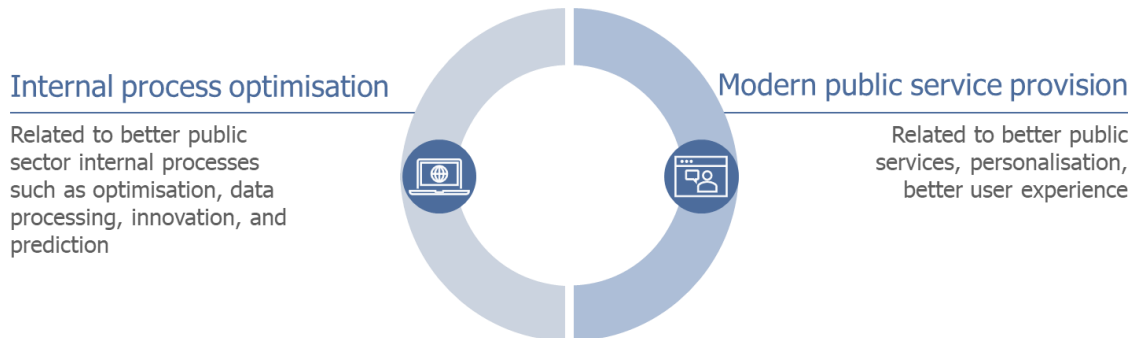 Internal process optimisation
Related to better public
sector internal processes
such as optimisation, data
processing, innovation, and
prediction
Modern public service provision
Related to better public
services, personalisation,
better user experience